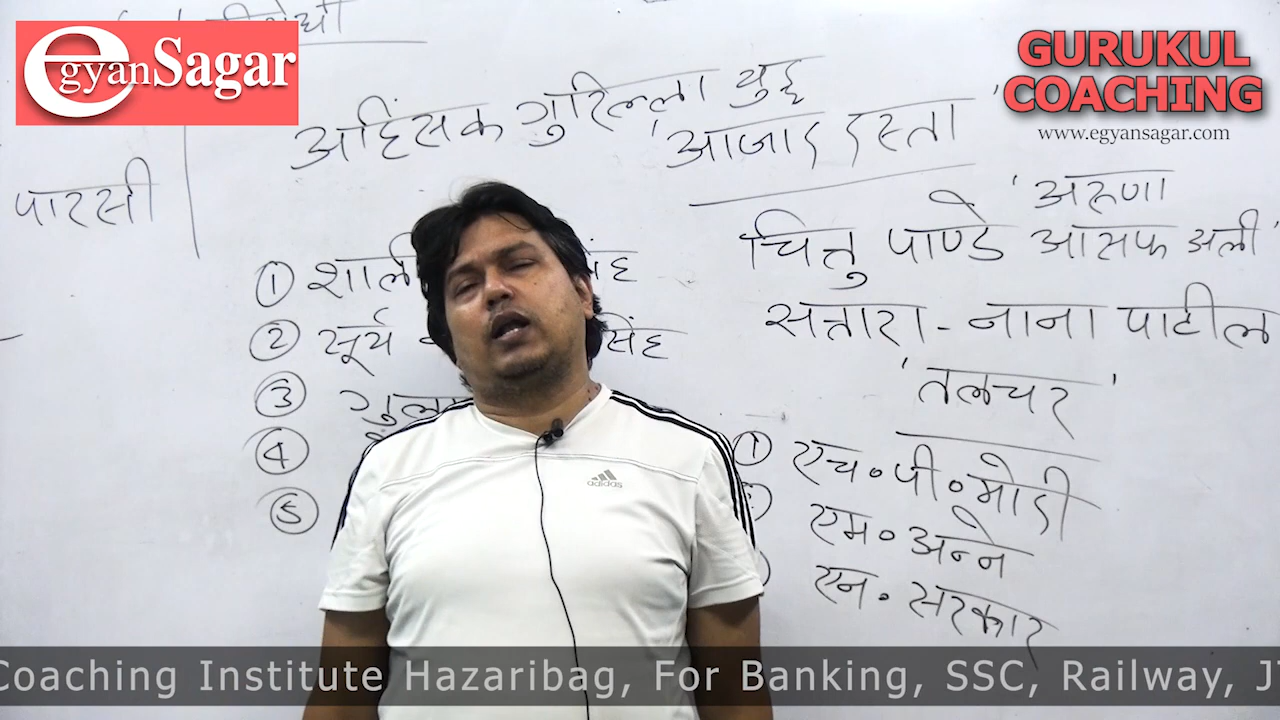 egyanSagar
GURUKUL
COACHING
www.egyansagar.com
अहिंसक गुरिल्ला युद्ध
'आजाद दस्ता'
पारसी
'अरुणा
चित्तु पाण्डे आसफ अली'
① शाली
② सूर्य सिंह
सत्तारा - नाना पाटील
③ गुला
'तलचर'
④
① एच॰ पी॰ मोदी
⑤
एम॰ अन्ने
एन॰ सरकार
adidas
Coaching Institute Hazaribag, For Banking, SSC, Railway,